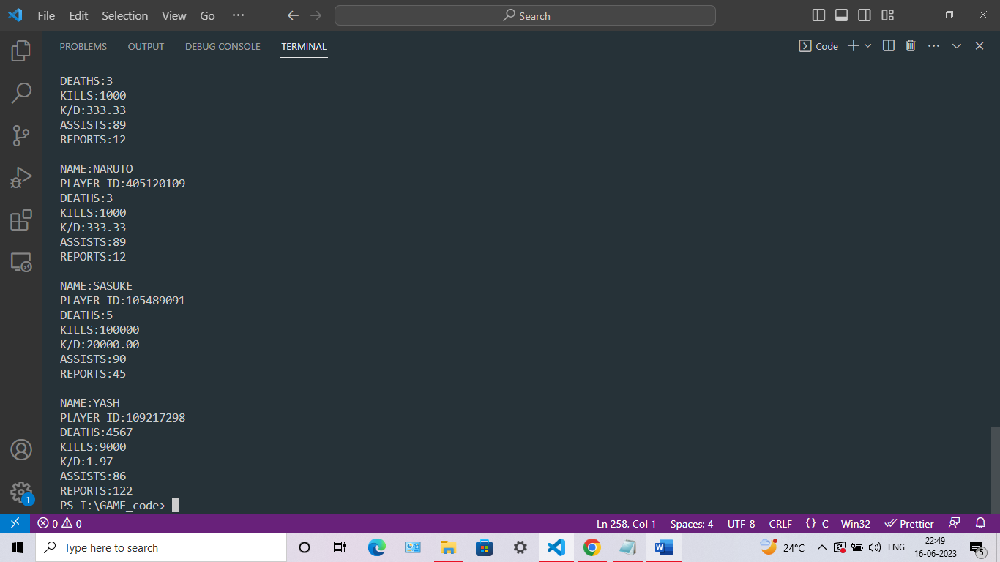 File Edit Selection View Go ··· Search
PROBLEMS OUTPUT DEBUG CONSOLE TERMINAL Code
DEATHS:3
KILLS:1000
K/D:333.33
ASSISTS:89
REPORTS:12
NAME:NARUTO
PLAYER ID:405120109
DEATHS:3
KILLS:1000
K/D:333.33
ASSISTS:89
REPORTS:12
NAME:SASUKE
PLAYER ID:105489091
DEATHS:5
KILLS:100000
K/D:20000.00
ASSISTS:90
REPORTS:45
NAME:YASH
PLAYER ID:109217298
DEATHS:4567
KILLS:9000
K/D:1.97
ASSISTS:86
REPORTS:122
PS I:\GAME_code>
1
0 0 Ln 258, Col 1 Spaces: 4 UTF-8 CRLF {} C Win32 Prettier
Type here to search 24°C ENG 22:49
16-06-2023 5